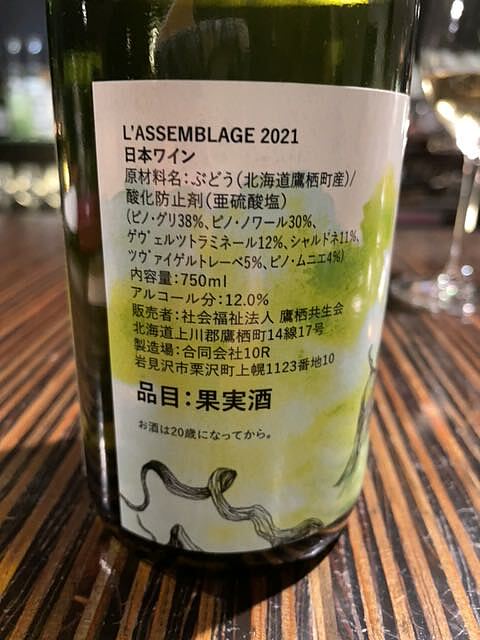 L'ASSEMBLAGE 2021
日本ワイン
原材料名：ぶどう(北海道鷹栖町産)/
酸化防止剤(亜硫酸塩)
(ピノ・グリ38%、ピノ・ノワール30%、
ゲヴェルツトラミネール12%、シャルドネ11%、
ツヴァイゲルトレーベ5%、ピノ・ムニエ4%)
内容量：750ml
アルコール分：12.0%
販売者：社会福祉法人 鷹栖共生会
北海道上川郡鷹栖町14線17号
製造場：合同会社10R
岩見沢市栗沢町上幌1123番地10
品目：果実酒
お酒は20歳になってから。